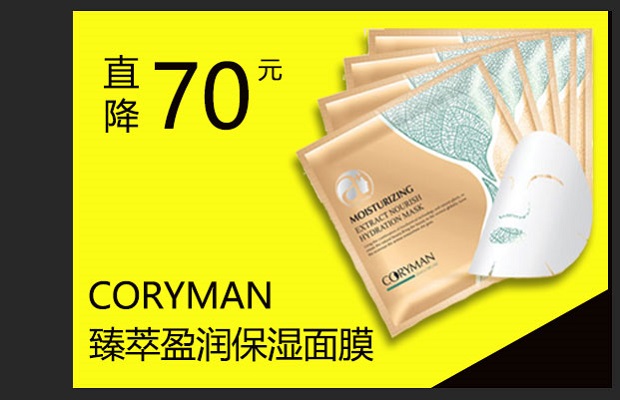 直降 70 元
MOISTURIZING
EXTRACT NOURISH
HYDRATION MASK
CORYMAN
CORYMAN
臻萃盈润保湿面膜